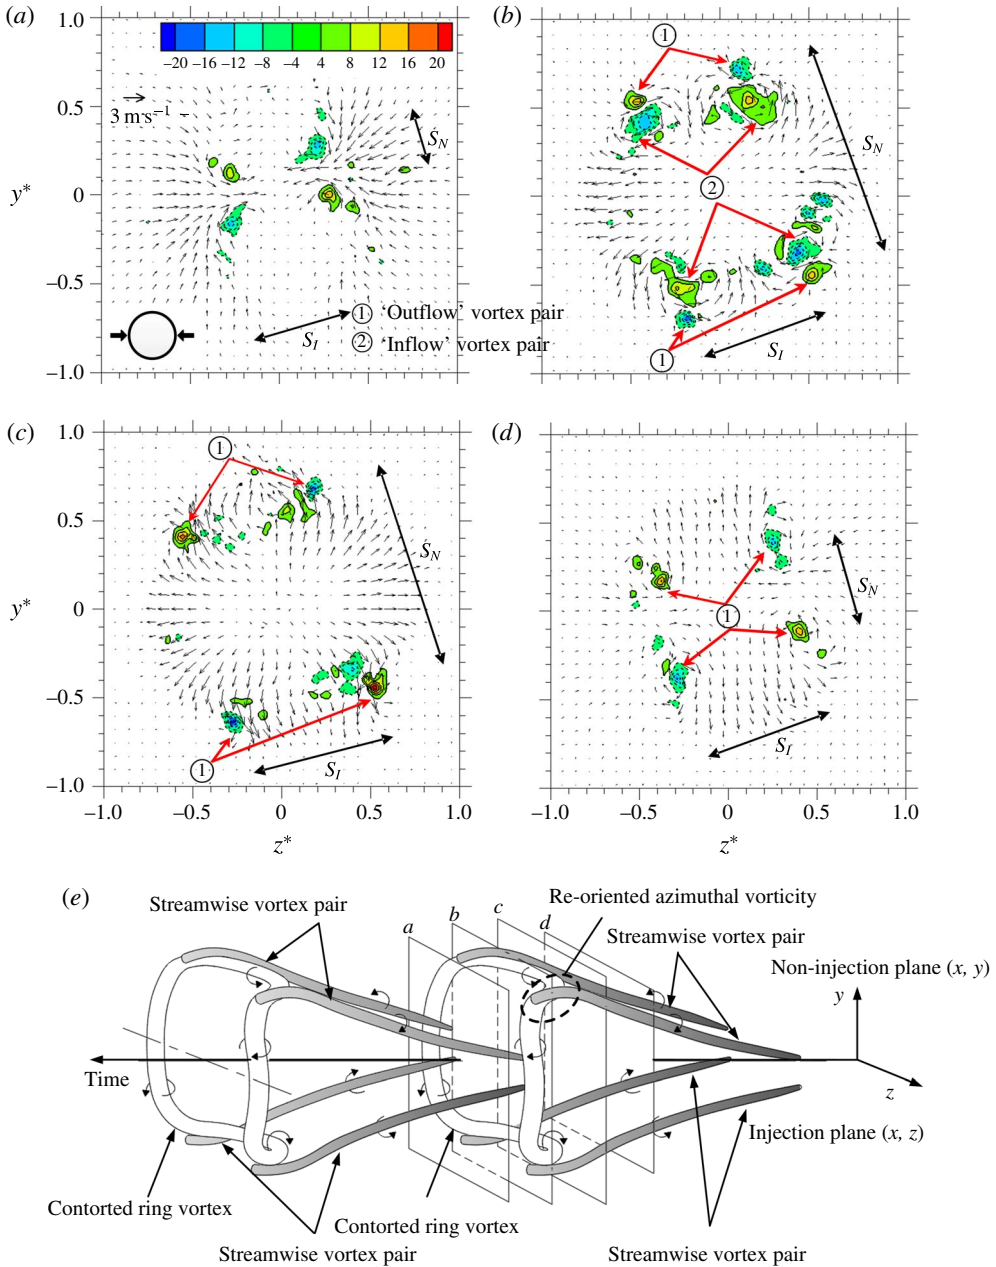 (a)
1.0
0.5
0
−0.5
−1.0
y*
−20 −16 −12 −8 −4 4 8 12 16 20
3 m s⁻¹
S_N
S_I
1 'Outflow' vortex pair
2 'Inflow' vortex pair
(b)
1
2
1
S_N
S_I
(c)
1.0
0.5
0
−0.5
−1.0
y*
1
1
S_N
S_I
−1.0 −0.5 0 0.5 1.0
z*
(d)
1
S_N
S_I
−1.0 −0.5 0 0.5 1.0
z*
(e)
Streamwise vortex pair
a b c d
Re-oriented azimuthal vorticity
Streamwise vortex pair
Non-injection plane (x, y)
y
Time
z
Injection plane (x, z)
Contorted ring vortex
Contorted ring vortex
Streamwise vortex pair
Streamwise vortex pair